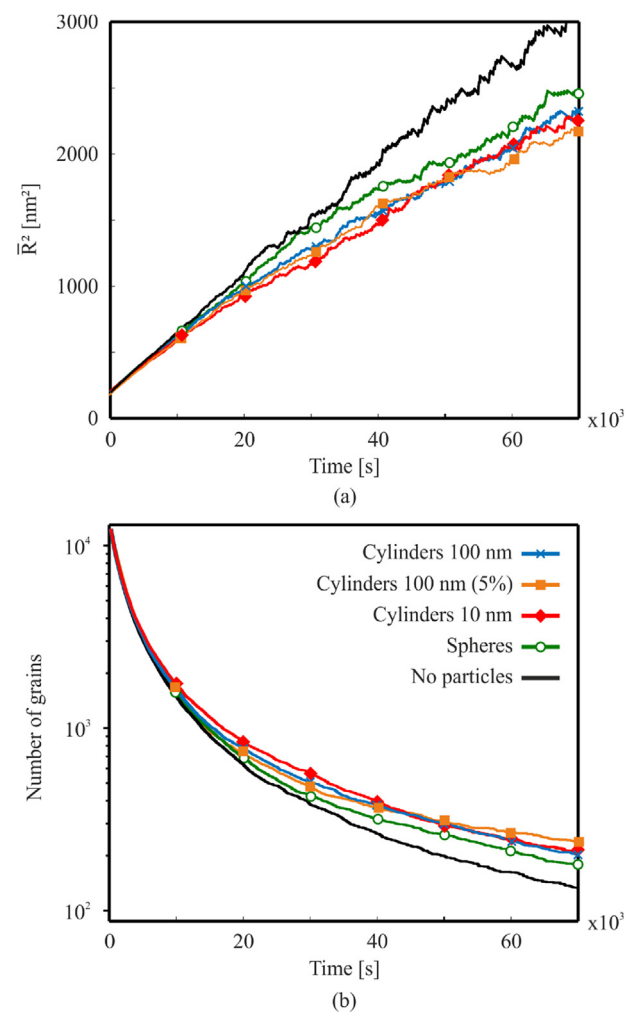 3000
2000
1000
0
R̅² [nm²]
0 20 40 60 x10³
Time [s]
(a)
10⁴
10³
10²
Number of grains
Cylinders 100 nm
Cylinders 100 nm (5%)
Cylinders 10 nm
Spheres
No particles
0 20 40 60 x10³
Time [s]
(b)